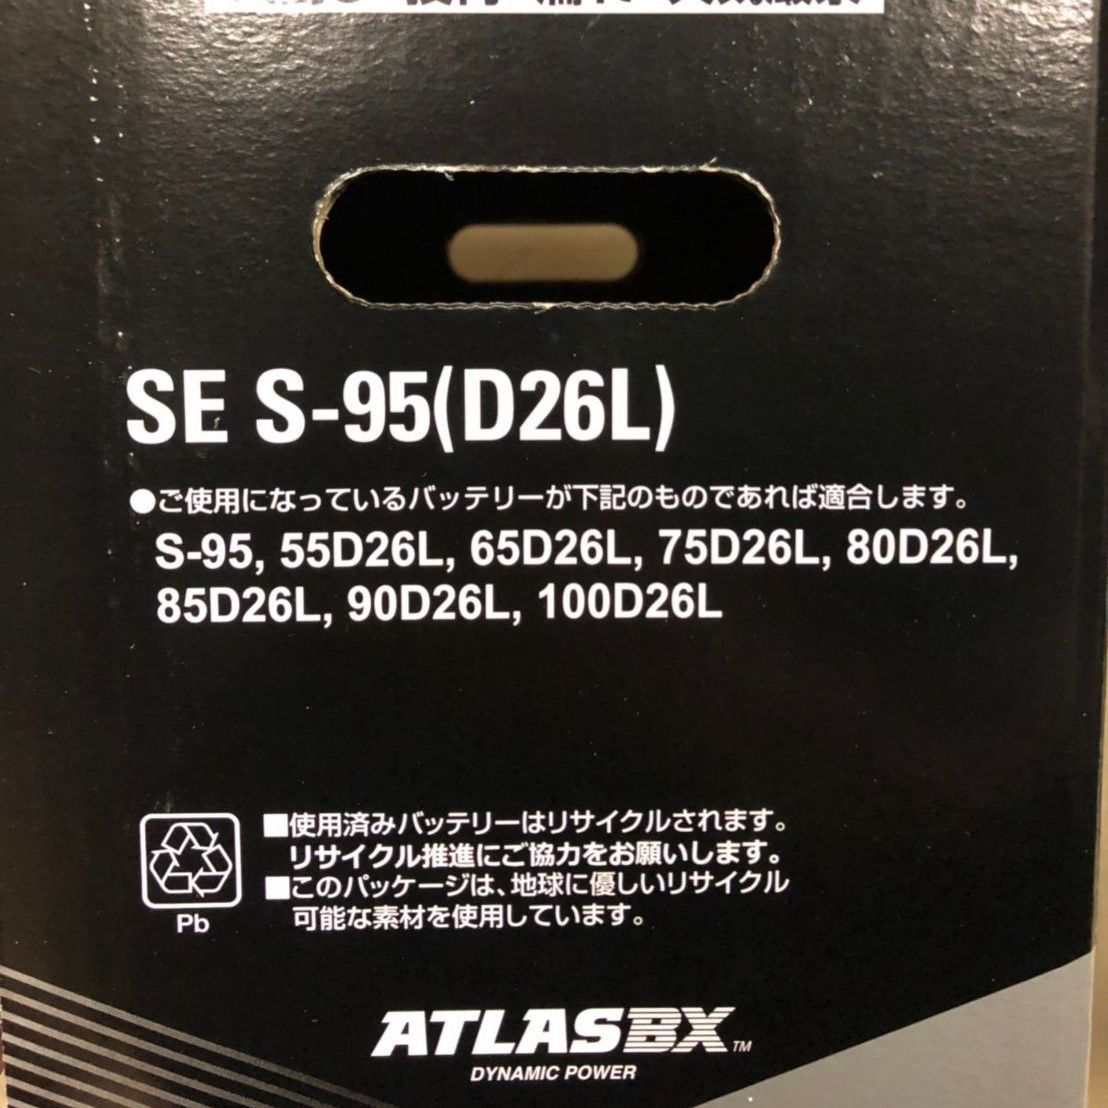 SE S-95(D26L)
●ご使用になっているバッテリーが下記のものであれば適合します。
S-95, 55D26L, 65D26L, 75D26L, 80D26L,
85D26L, 90D26L, 100D26L
■使用済みバッテリーはリサイクルされます。
リサイクル推進にご協力をお願いします。
■このパッケージは、地球に優しいリサイクル
可能な素材を使用しています。
Pb
ATLASBX TM
DYNAMIC POWER